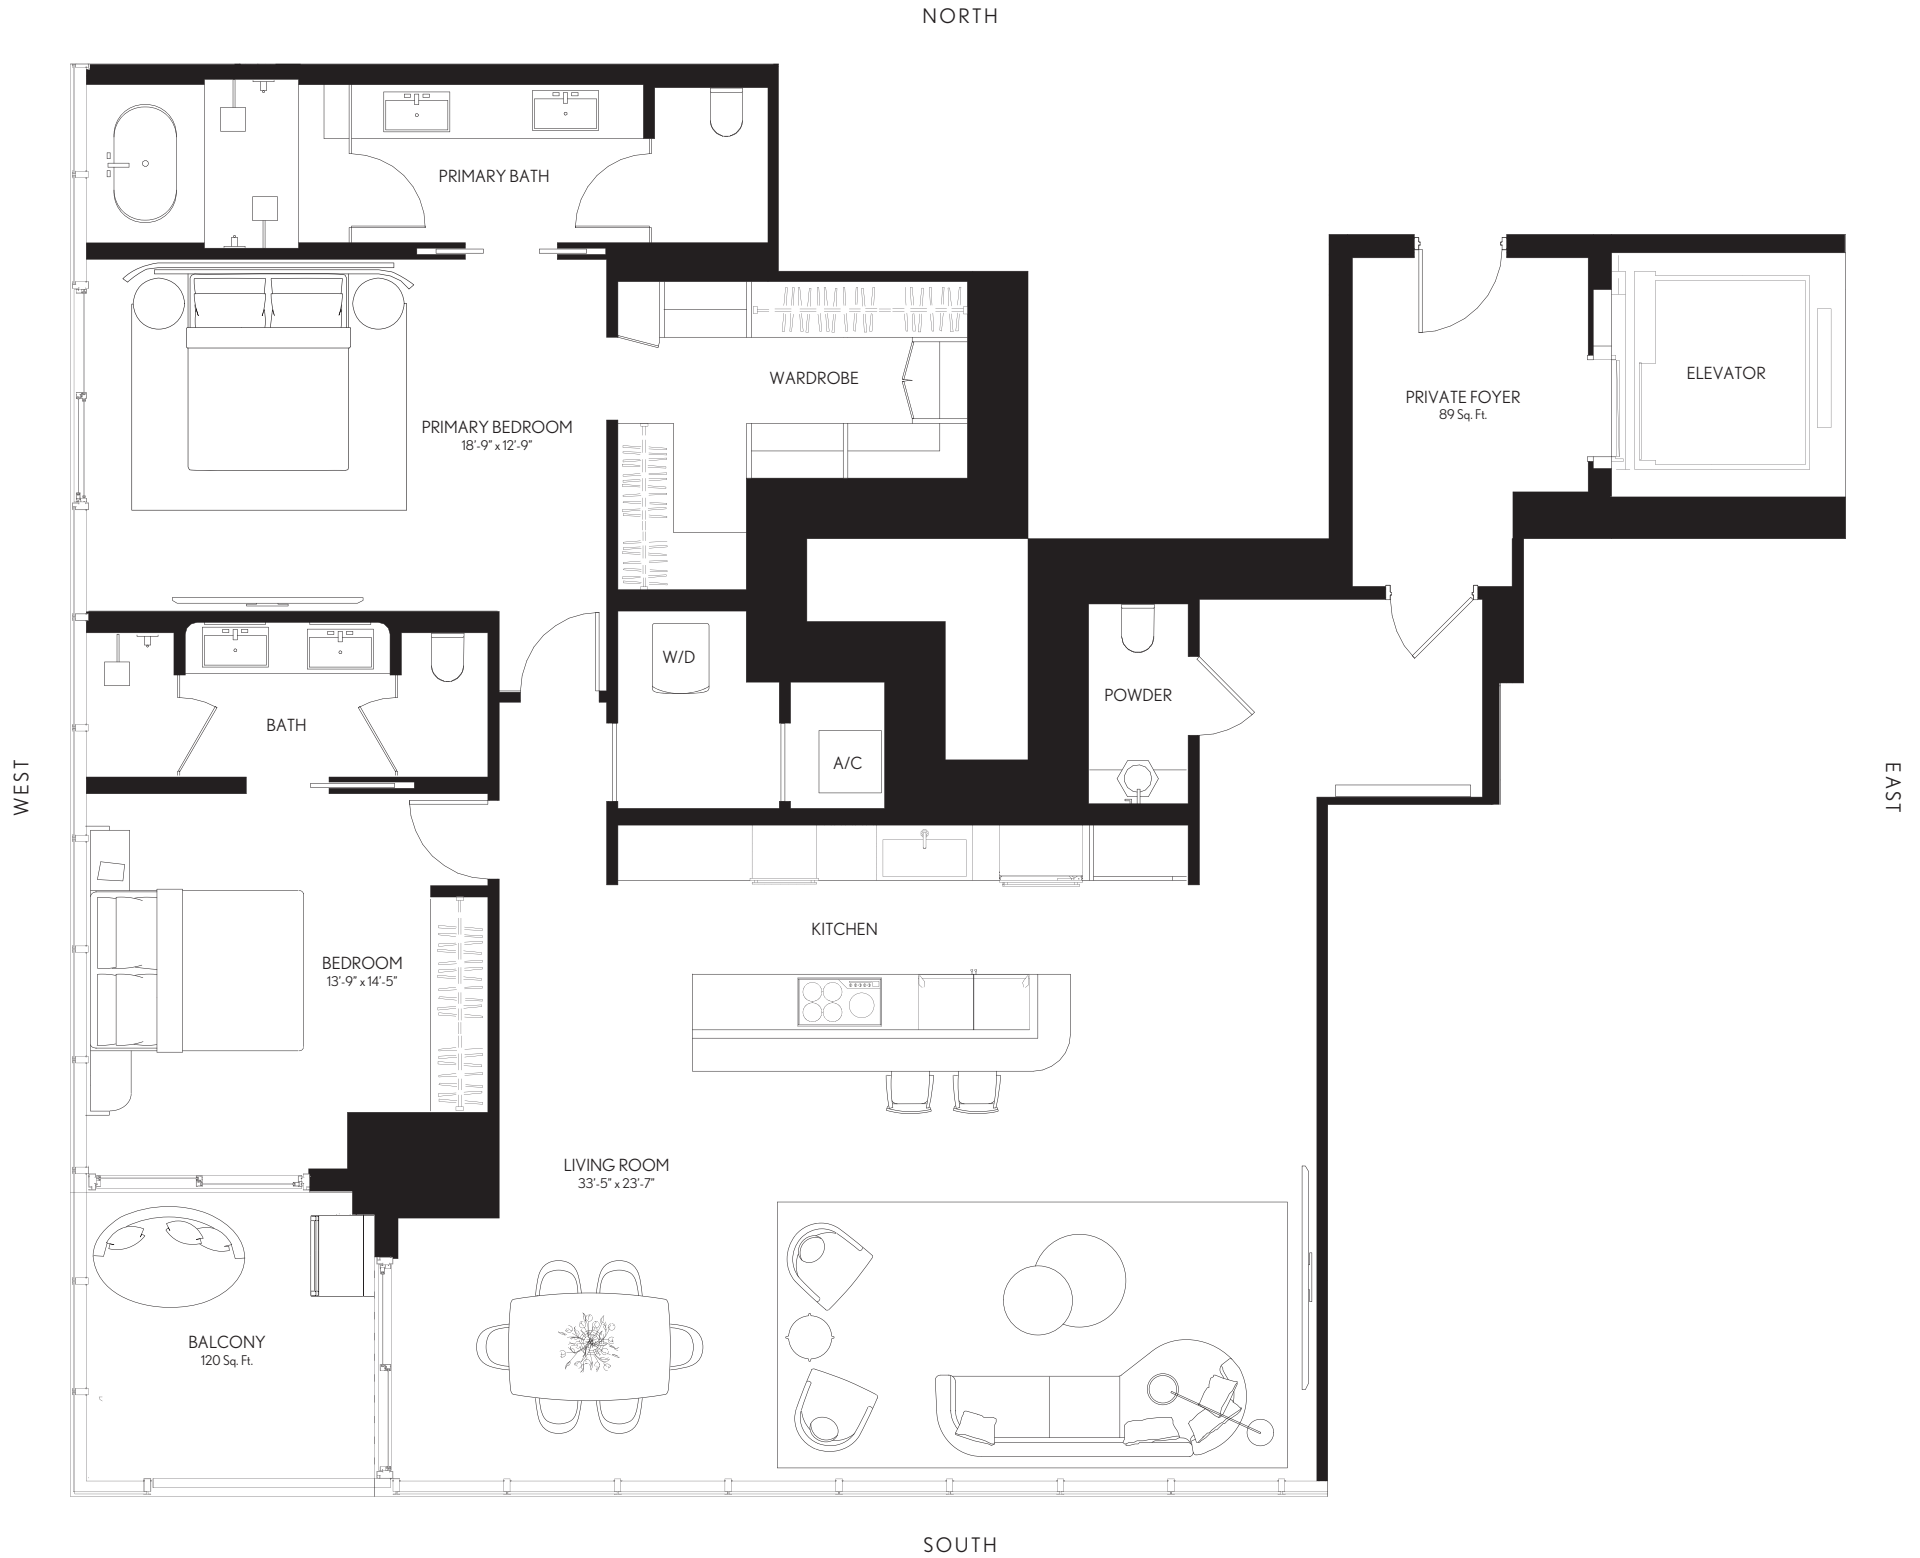 NORTH
PRIMARY BATH
ELEVATOR
WARDROBE
PRIVATE FOYER
89 Sq. Ft.
PRIMARY BEDROOM
18'-9" x 12'-9"
W/D
POWDER
BATH
A/C
WEST
EAST
KITCHEN
BEDROOM
13'-9" x 14'-5"
LIVING ROOM
33'-5" x 23'-7"
BALCONY
120 Sq. Ft.
SOUTH